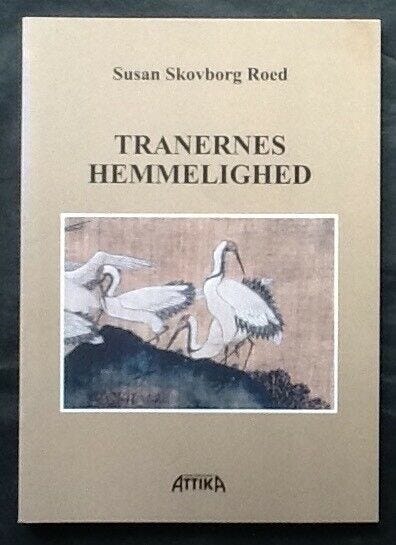 Susan Skovborg Roed
TRANERNES
HEMMELIGHED
ATTIKA